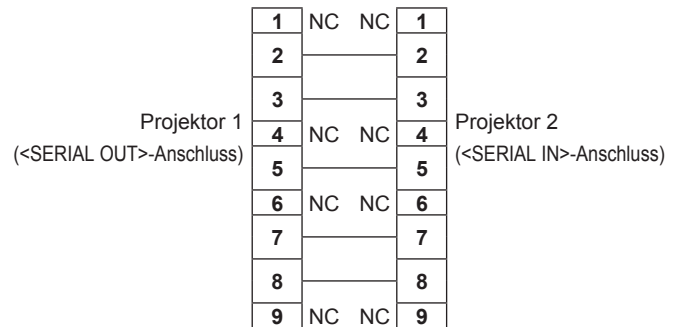 1 NC NC 1
2 2
3 3
Projektor 1 Projektor 2
4 NC NC 4
(<SERIAL OUT>-Anschluss) (<SERIAL IN>-Anschluss)
5 5
6 NC NC 6
7 7
8 8
9 NC NC 9